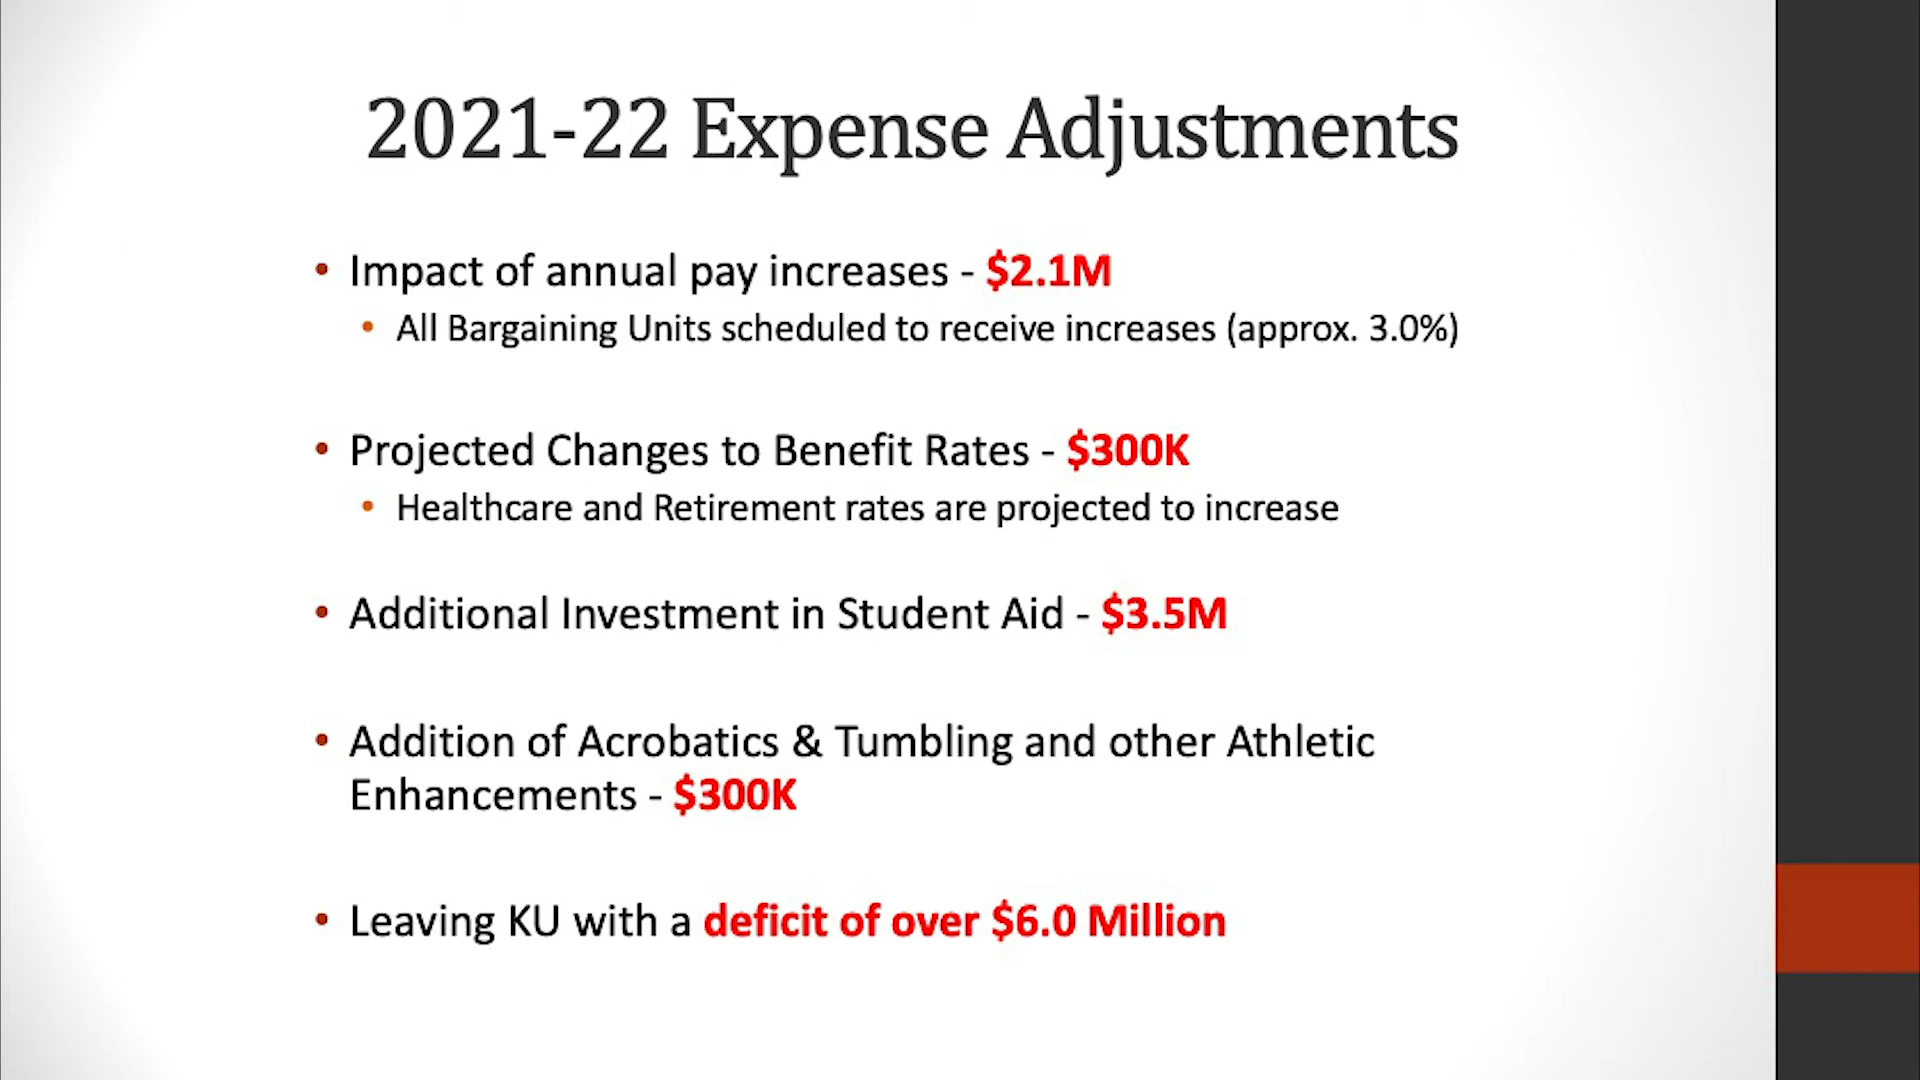 2021-22 Expense Adjustments
• Impact of annual pay increases - $2.1M
• All Bargaining Units scheduled to receive increases (approx. 3.0%)
• Projected Changes to Benefit Rates - $300K
• Healthcare and Retirement rates are projected to increase
• Additional Investment in Student Aid - $3.5M
• Addition of Acrobatics & Tumbling and other Athletic
Enhancements - $300K
• Leaving KU with a deficit of over $6.0 Million